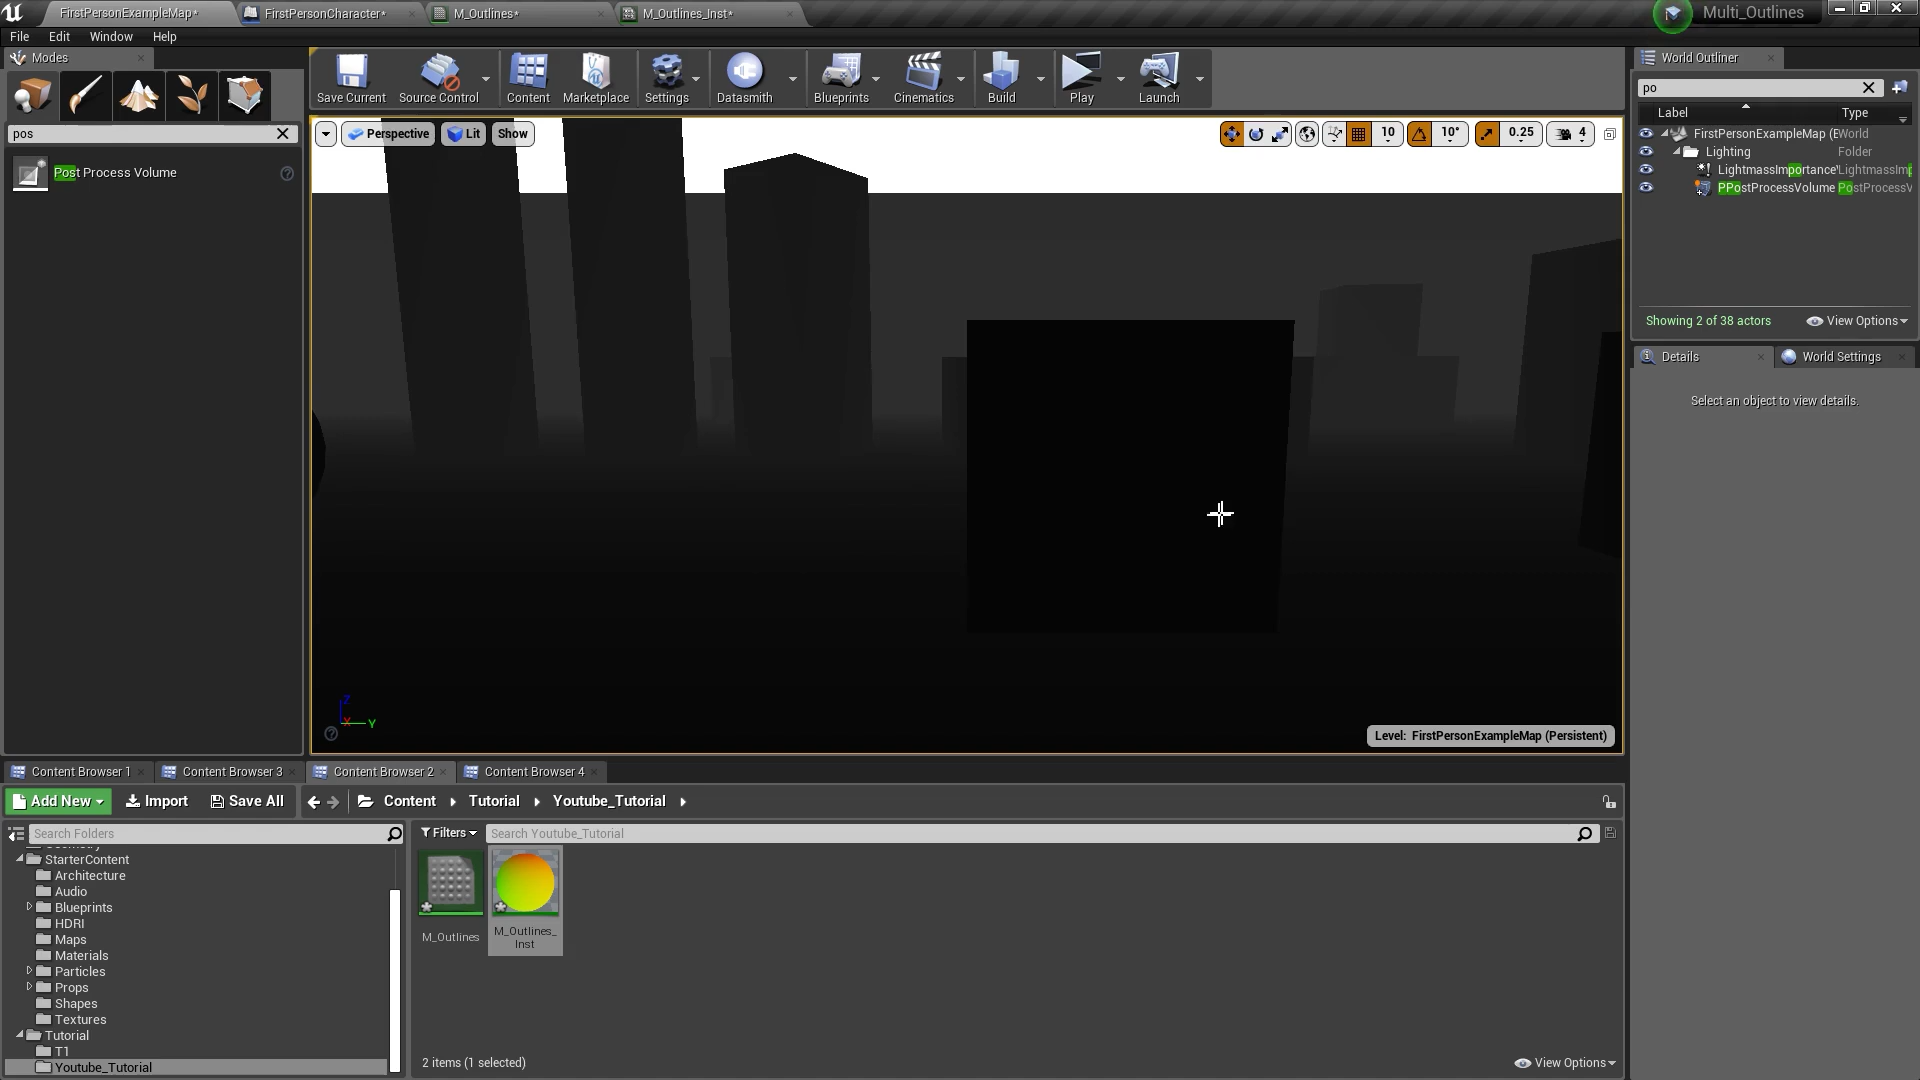 FirstPersonExampleMap*
FirstPersonCharacter*
M_Outlines*
M_Outlines_Inst*
Multi_Outlines
File Edit Window Help
Modes
pos
Post Process Volume
Save Current
Source Control
Content
Marketplace
Settings
Datasmith
Blueprints
Cinematics
Build
Play
Launch
Perspective
Lit
Show
10
10°
0.25
4
Z
X
Y
Level: FirstPersonExampleMap (Persistent)
World Outliner
po
Label Type
FirstPersonExampleMap (E World
Lighting Folder
LightmassImportance
PPostProcessVolume PostProcessV
Showing 2 of 38 actors
View Options
Details
World Settings
Select an object to view details.
Content Browser 1
Content Browser 3
Content Browser 2
Content Browser 4
Add New
Import
Save All
Content
Tutorial
Youtube_Tutorial
Search Folders
Filters
Search Youtube_Tutorial
StarterContent
Architecture
Audio
Blueprints
HDRI
Maps
Materials
Particles
Props
Shapes
Textures
Tutorial
T1
Youtube_Tutorial
M_Outlines
M_Outlines_
Inst
2 items (1 selected)
View Options